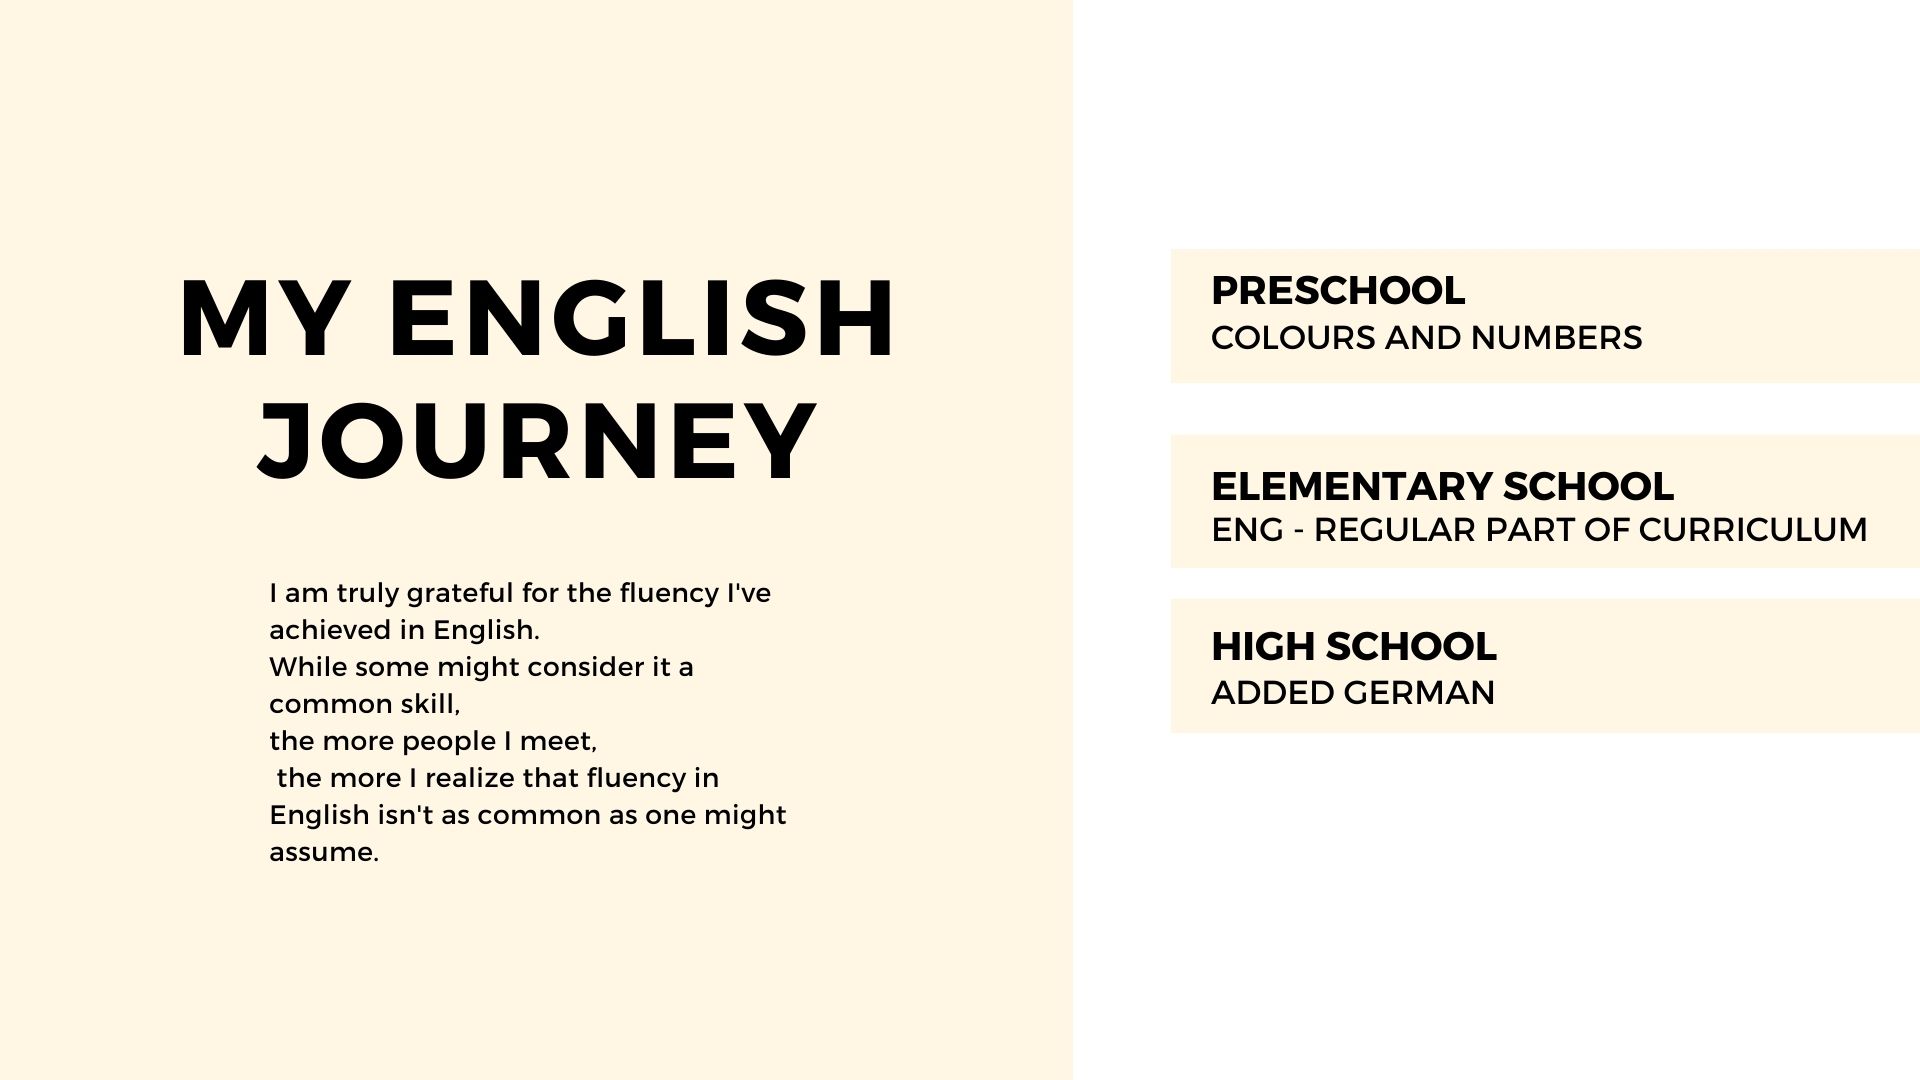 MY ENGLISH
JOURNEY
I am truly grateful for the fluency I've
achieved in English.
While some might consider it a
common skill,
the more people I meet,
the more I realize that fluency in
English isn't as common as one might
assume.
PRESCHOOL
COLOURS AND NUMBERS
ELEMENTARY SCHOOL
ENG - REGULAR PART OF CURRICULUM
HIGH SCHOOL
ADDED GERMAN